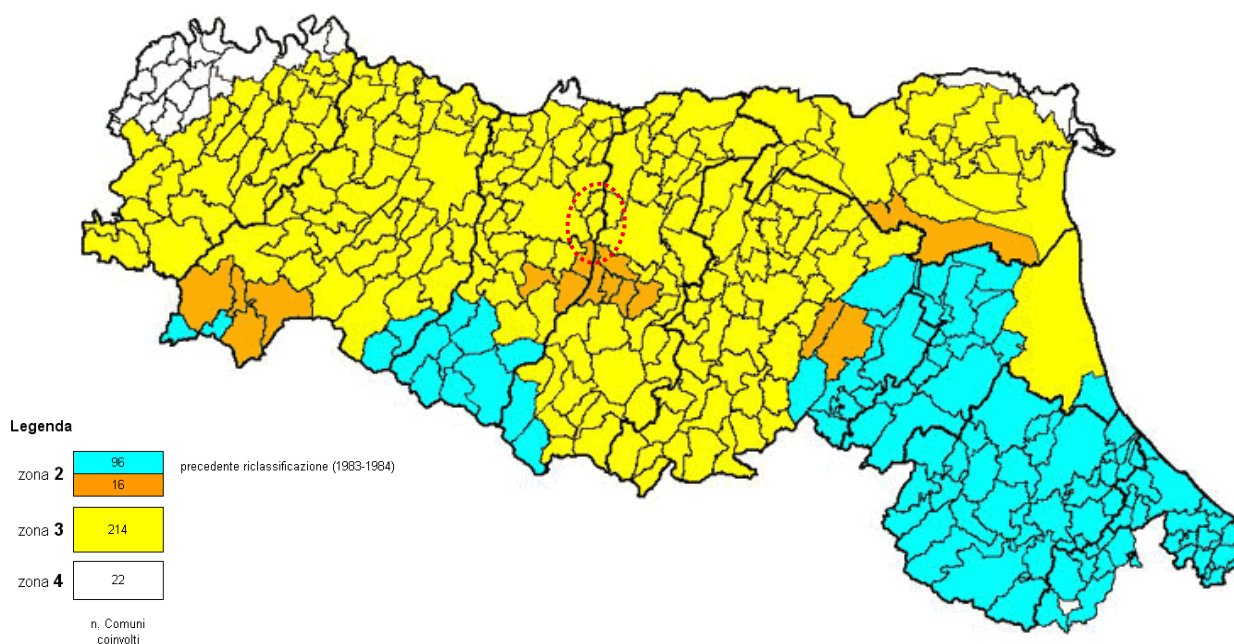 Legenda
zona 2
96
precedente riclassificazione (1983-1984)
16
zona 3
214
zona 4
22
n. Comuni
coinvolti